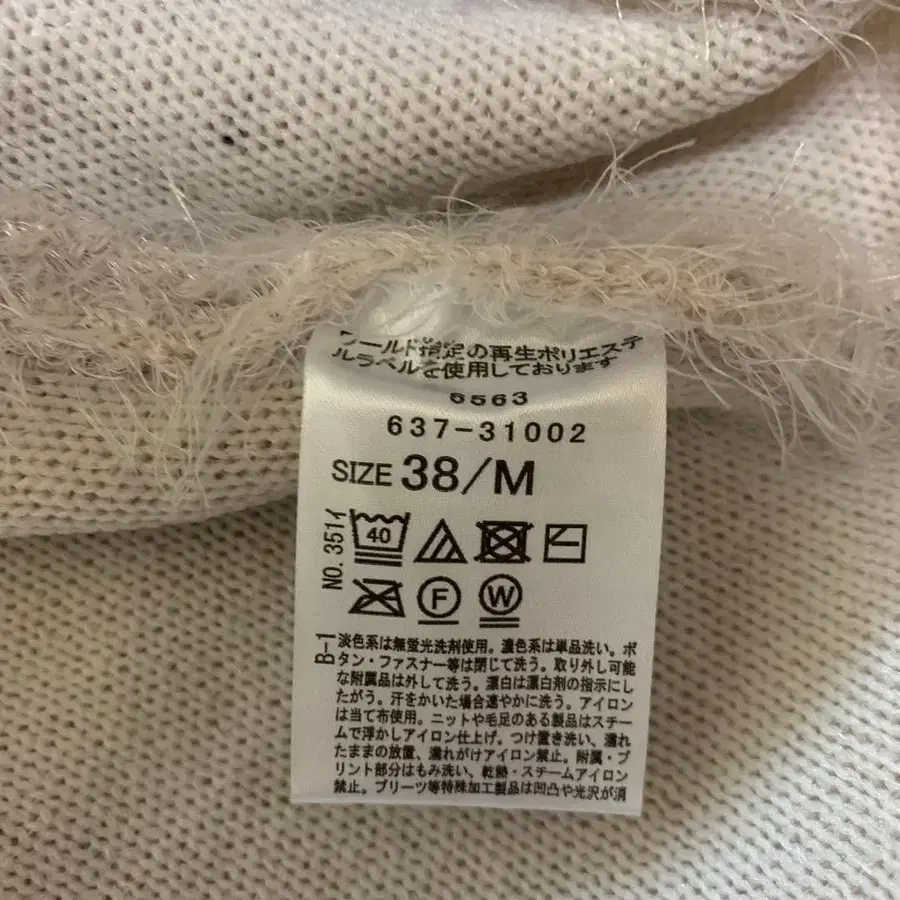 ワールド指定の再生ポリエステ
ルラベルを使用しております
6563
637-31002
SIZE 38/M
NO.351イ
40
F
W
B-1
淡色系は無蛍光洗剤使用。濃色系は単品洗い。ボ
タン・ファスナー等は閉じて洗う。取り外し可能
な附属品は外して洗う。漂白は漂白剤の指示にし
たがう。汗をかいた場合速やかに洗う。アイロン
は当て布使用。ニットや毛足のある製品はスチー
ムで浮かしアイロン仕上げ。つけ置き洗い、濡れ
たままの放置、濡れがけアイロン禁止。附属・プ
リント部分はもみ洗い、乾熱・スチームアイロン
禁止。プリーツ等特殊加工製品は凹凸や光沢が消